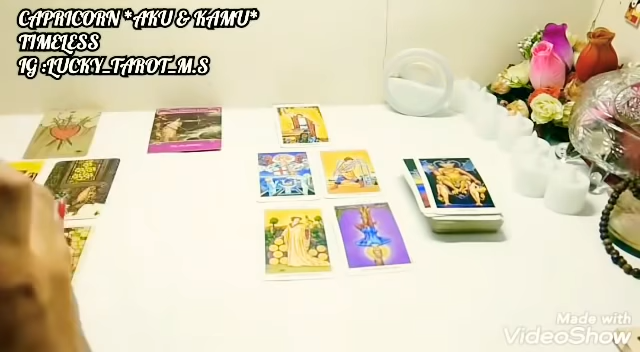 CAPRICORN *AKU & KAMU*
TIMELESS
IG :LUCKY_TAROT_M.S
Made with
VideoShow